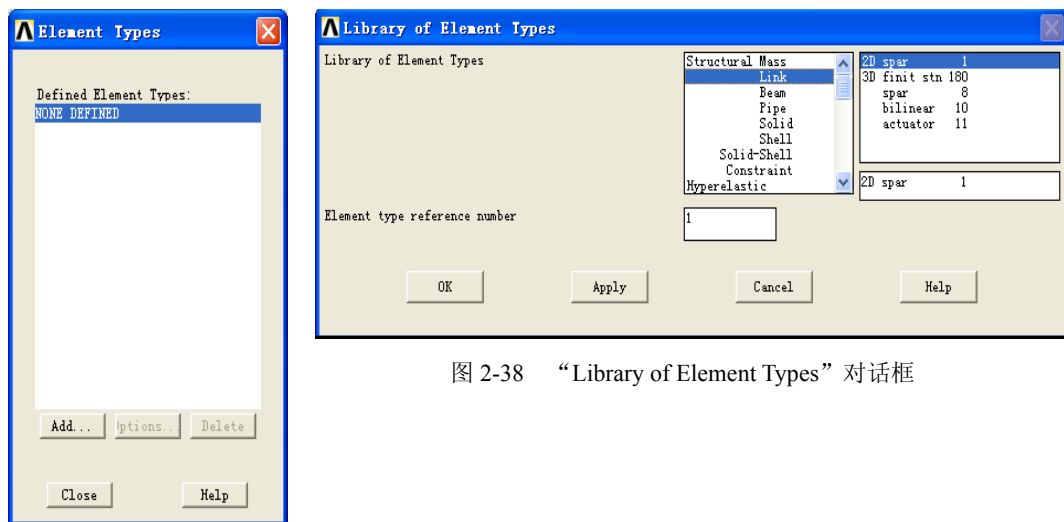 Element Types
Defined Element Types:
NONE DEFINED
Add...
ptions..
Delete
Close
Help
Library of Element Types
Library of Element Types
Structural Mass
Link
Beam
Pipe
Solid
Shell
Solid-Shell
Constraint
Hyperelastic
2D spar 1
3D finit stn 180
spar 8
bilinear 10
actuator 11
2D spar 1
Element type reference number
1
OK
Apply
Cancel
Help
图 2-38 “Library of Element Types”对话框